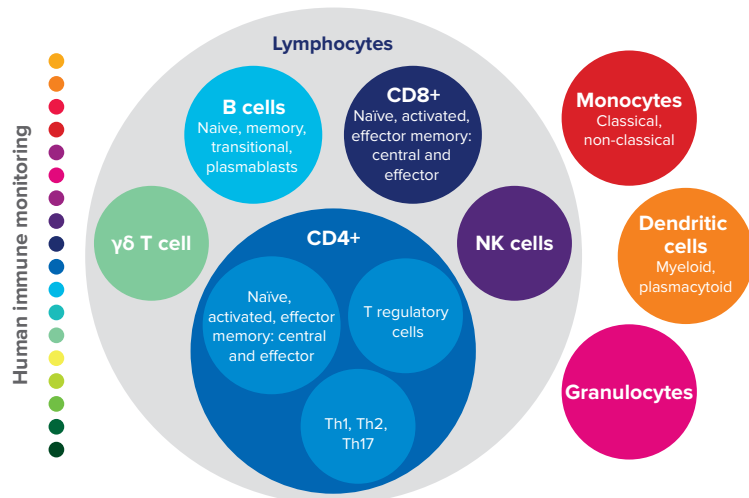 Human immune monitoring
Lymphocytes
B cells
Naive, memory,
transitional,
plasmablasts
CD8+
Naïve, activated,
effector memory:
central and
effector
γδ T cell
NK cells
CD4+
Naïve,
activated, effector
memory: central
and effector
T regulatory
cells
Th1, Th2,
Th17
Monocytes
Classical,
non-classical
Dendritic
cells
Myeloid,
plasmacytoid
Granulocytes